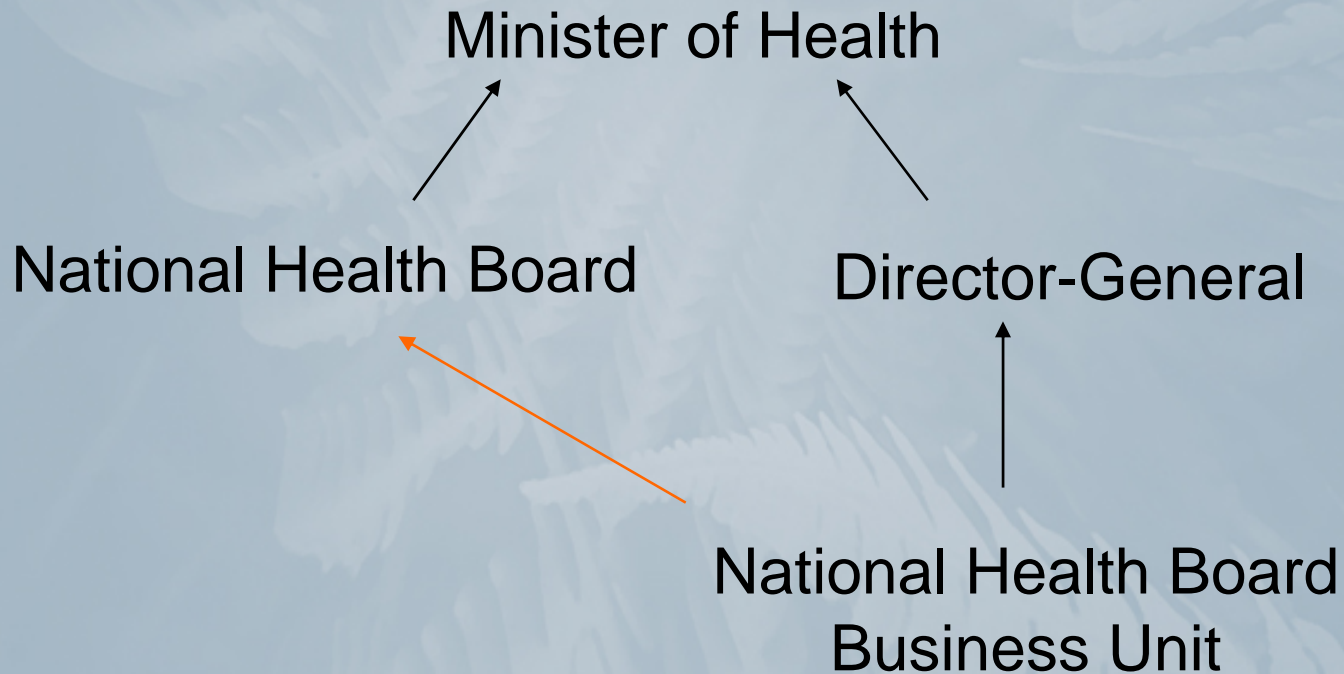 Minister of Health
National Health Board
Director-General
National Health Board
Business Unit